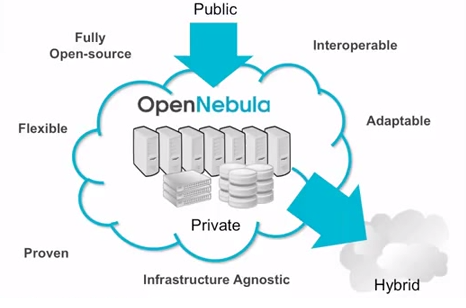 Public
Fully
Open-source
Interoperable
OpenNebula
Flexible
Adaptable
Private
Proven
Infrastructure Agnostic
Hybrid